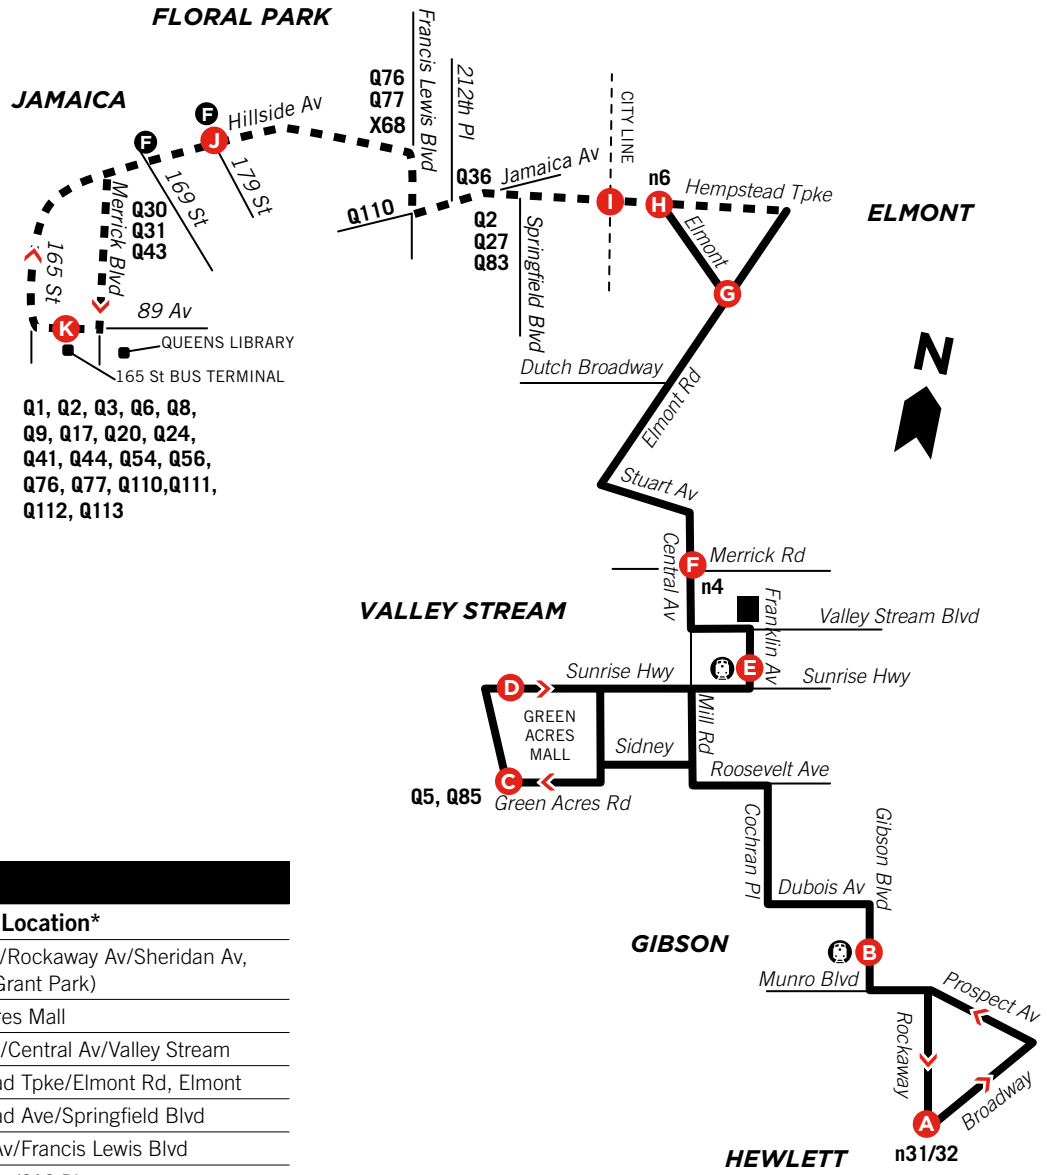 FLORAL PARK
JAMAICA
Francis Lewis Blvd
212th Pl
Q76
Q77
X68
F
J
Hillside Av
F
179 St
169 St
CITY LINE
Q36
Jamaica Av
n6
Hempstead Tpke
I
H
ELMONT
Merrick Blvd
Q30
Q31
Q43
Q110
Q2
Q27
Q83
Springfield Blvd
Elmont
165 St
G
89 Av
K
QUEENS LIBRARY
165 St BUS TERMINAL
N
Dutch Broadway
Elmont Rd
Q1, Q2, Q3, Q6, Q8,
Q9, Q17, Q20, Q24,
Q41, Q44, Q54, Q56,
Q76, Q77, Q110,Q111,
Q112, Q113
Stuart Av
Central Av
F
Merrick Rd
n4
VALLEY STREAM
Franklin Av
Valley Stream Blvd
E
Sunrise Hwy
Sunrise Hwy
D
GREEN
ACRES
MALL
Mill Rd
Sidney
Roosevelt Ave
C
Q5, Q85
Green Acres Rd
Cochran Pl
Gibson Blvd
Dubois Av
GIBSON
B
Munro Blvd
Prospect Av
Rockaway
Broadway
A
n31/32
HEWLETT
Location*
/Rockaway Av/Sheridan Av,
Grant Park)
res Mall
/Central Av/Valley Stream
ad Tpke/Elmont Rd, Elmont
ad Ave/Springfield Blvd
Av/Francis Lewis Blvd